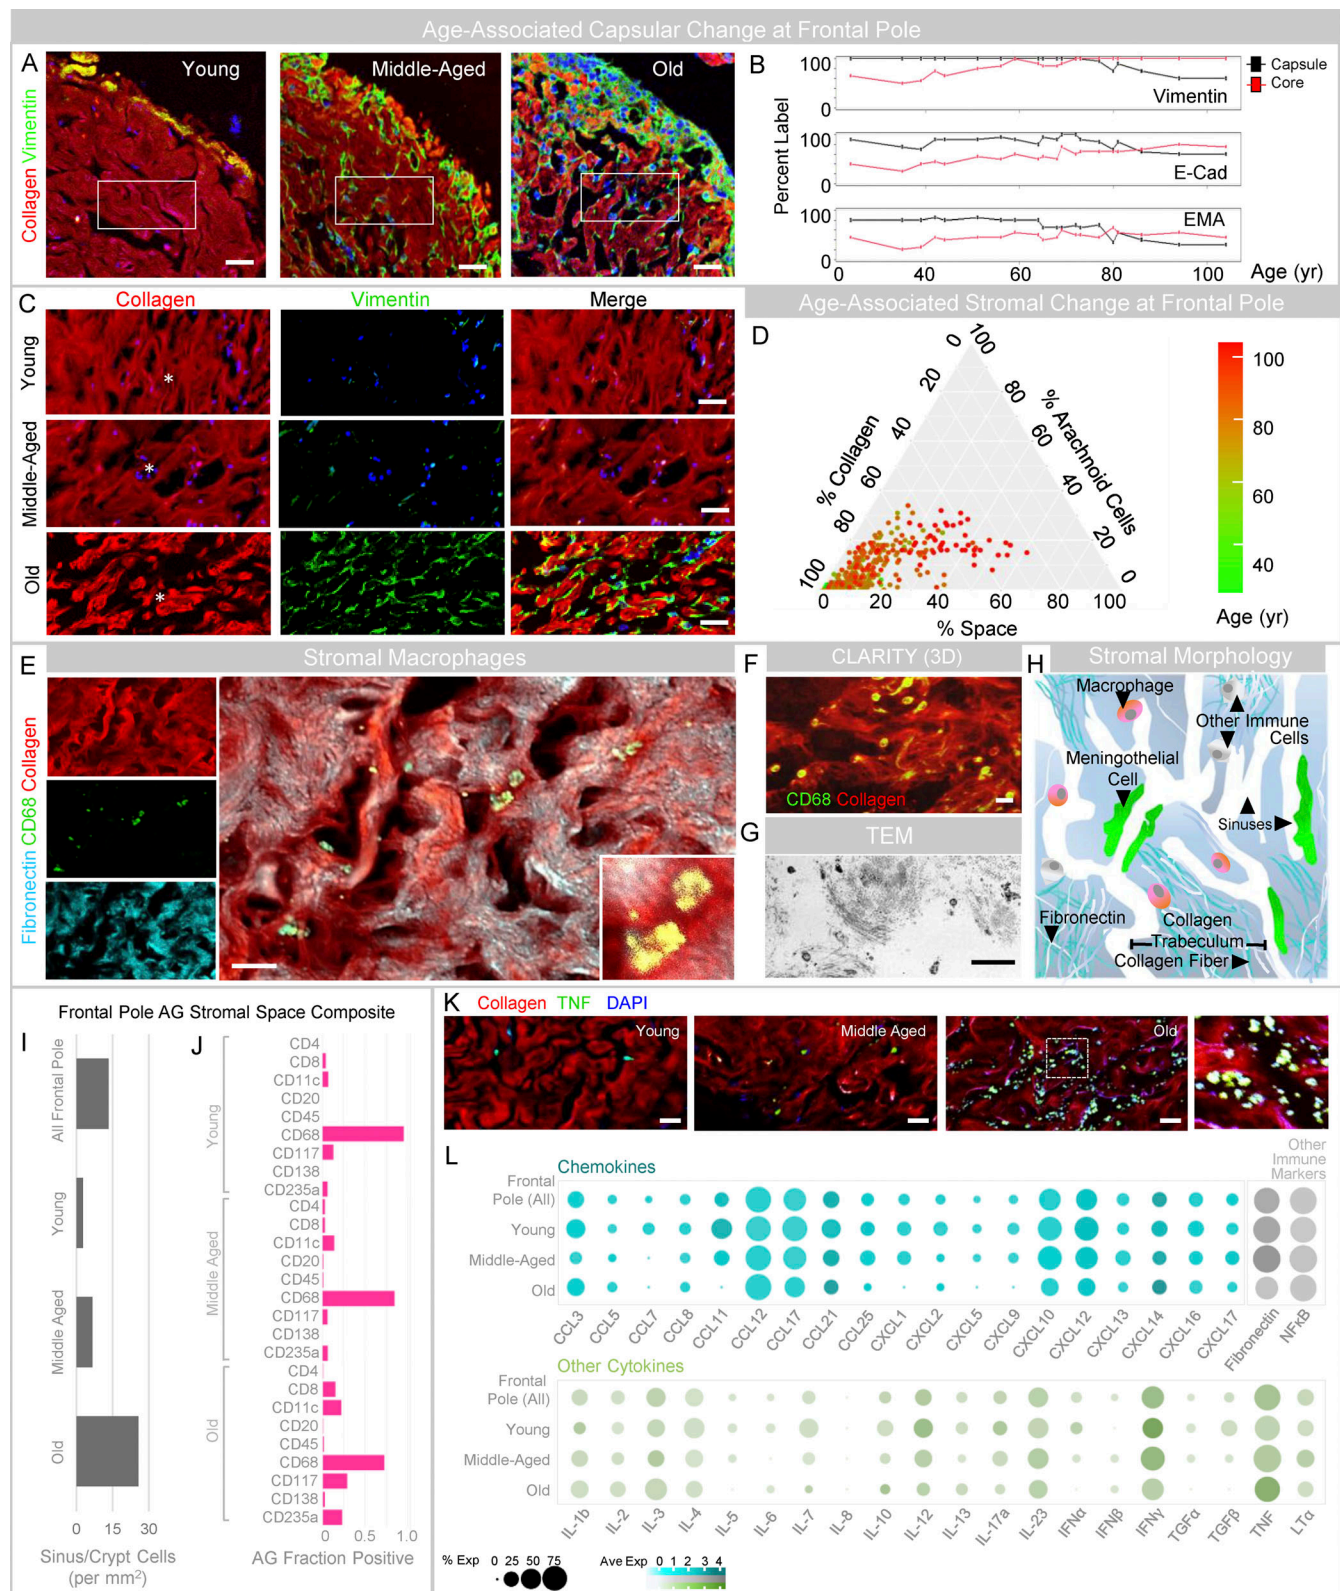 Age-Associated Capsular Change at Frontal Pole
A
Collagen Vimentin
Young
Middle-Aged
Old
B
Percent Label
100
0
Vimentin
100
0
E-Cad
100
0
EMA
40
60
80
100
Age (yr)
Capsule
Core
C
Collagen
Vimentin
Merge
Young
Middle-Aged
Old
*
*
*
Age-Associated Stromal Change at Frontal Pole
D
% Collagen
0
20
40
60
80
100
% Arachnoid Cells
100
80
60
40
20
0
0
20
40
60
80
100
% Space
100
80
60
40
Age (yr)
E
Stromal Macrophages
Fibronectin CD68 Collagen
F
CLARITY (3D)
CD68 Collagen
G
TEM
H
Stromal Morphology
Macrophage
Other Immune
Cells
Meningothelial
Cell
Sinuses
Fibronectin
Collagen
Trabeculum
Collagen Fiber
Frontal Pole AG Stromal Space Composite
I
All Frontal Pole
Young
Middle Aged
Old
0
15
30
Sinus/Crypt Cells
(per mm²)
J
Young
CD4
CD8
CD11c
CD20
CD45
CD68
CD117
CD138
CD235a
Middle Aged
CD4
CD8
CD11c
CD20
CD45
CD68
CD117
CD138
CD235a
Old
CD4
CD8
CD11c
CD20
CD45
CD68
CD117
CD138
CD235a
0
0.5
1.0
AG Fraction Positive
K
Collagen TNF DAPI
Young
Middle Aged
Old
L
Chemokines
Other
Immune
Markers
Frontal
Pole (All)
Young
Middle-Aged
Old
CCL3
CCL5
CCL7
CCL8
CCL11
CCL12
CCL17
CCL21
CCL25
CXCL1
CXCL2
CXCL5
CXCL9
CXCL10
CXCL12
CXCL13
CXCL14
CXCL16
CXCL17
Fibronectin
NFκB
Other Cytokines
Frontal
Pole (All)
Young
Middle-Aged
Old
IL-1b
IL-2
IL-3
IL-4
IL-5
IL-6
IL-7
IL-8
IL-10
IL-12
IL-13
IL-17a
IL-23
IFNα
IFNβ
IFNγ
TGFα
TGFβ
TNF
LTα
% Exp 0 25 50 75
Ave Exp 0 1 2 3 4